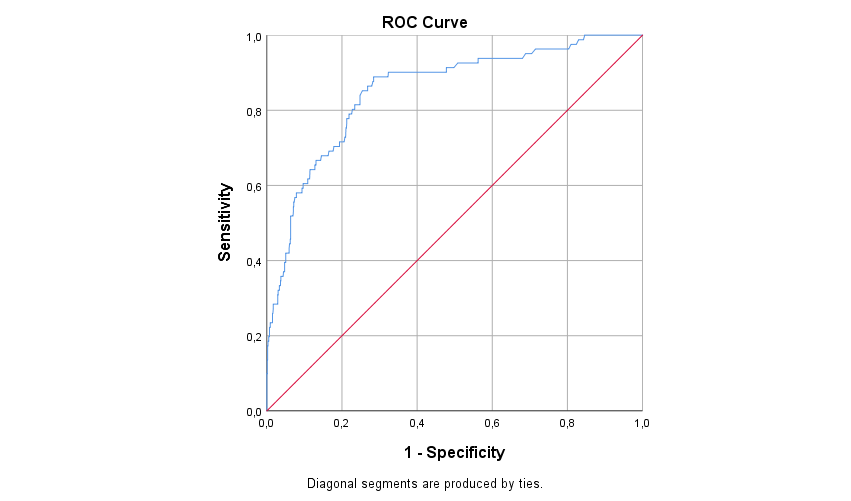 ROC Curve
1,0
0,8
0,6
0,4
0,2
0,0
Sensitivity
0,0 0,2 0,4 0,6 0,8 1,0
1 - Specificity
Diagonal segments are produced by ties.